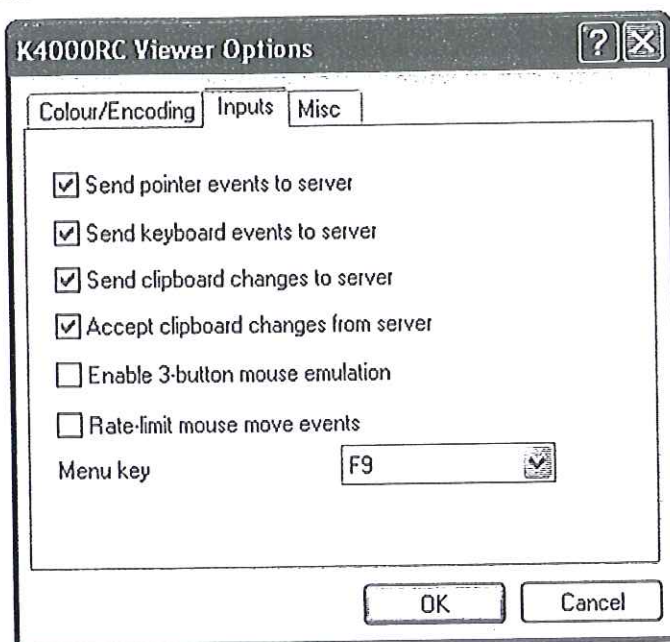 K4000RC Viewer Options
Colour/Encoding Inputs Misc
Send pointer events to server
Send keyboard events to server
Send clipboard changes to server
Accept clipboard changes from server
Enable 3-button mouse emulation
Rate-limit mouse move events
Menu key F9
OK Cancel